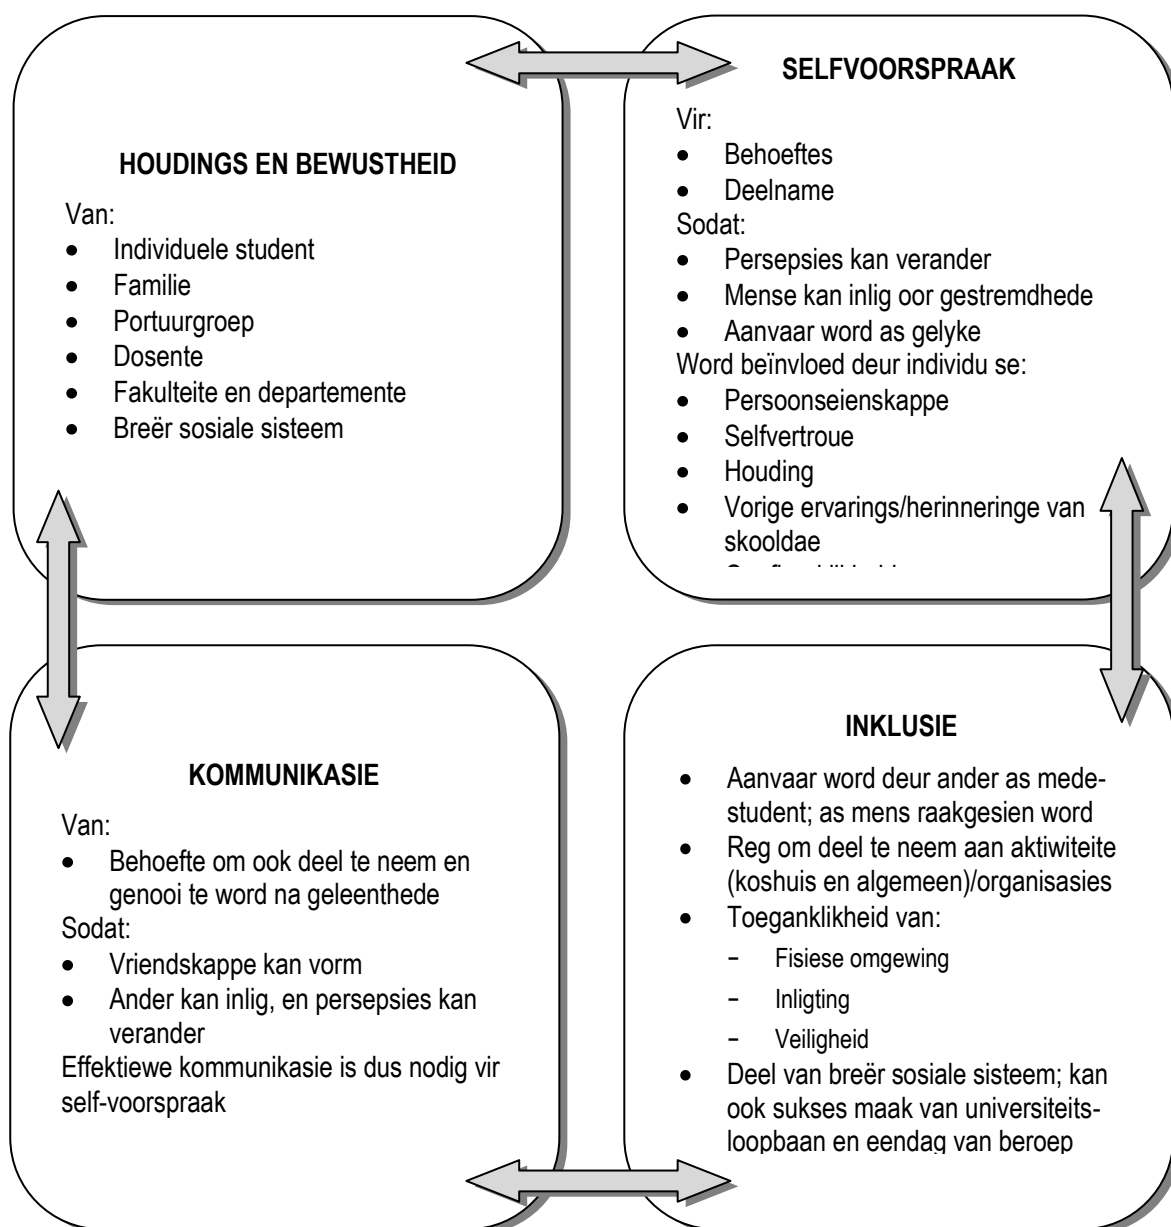 HOUDINGS EN BEWUSTHEID
Van:
• Individuele student
• Familie
• Portuurgroep
• Dosente
• Fakulteite en departemente
• Breër sosiale sisteem
SELFVOORSPRAAK
Vir:
• Behoeftes
• Deelname
Sodat:
• Persepsies kan verander
• Mense kan inlig oor gestremdhede
• Aanvaar word as gelyke
Word beïnvloed deur individu se:
• Persoonseienskappe
• Selfvertroue
• Houding
• Vorige ervarings/herinneringe van
skooldae
KOMMUNIKASIE
Van:
• Behoefte om ook deel te neem en
genooi te word na geleenthede
Sodat:
• Vriendskappe kan vorm
• Ander kan inlig, en persepsies kan
verander
Effektiewe kommunikasie is dus nodig vir
self-voorspraak
INKLUSIE
• Aanvaar word deur ander as mede-
student; as mens raakgesien word
• Reg om deel te neem aan aktiwiteite
(koshuis en algemeen)/organisasies
• Toeganklikheid van:
− Fisiese omgewing
− Inligting
− Veiligheid
• Deel van breër sosiale sisteem; kan
ook sukses maak van universiteits-
loopbaan en eendag van beroep